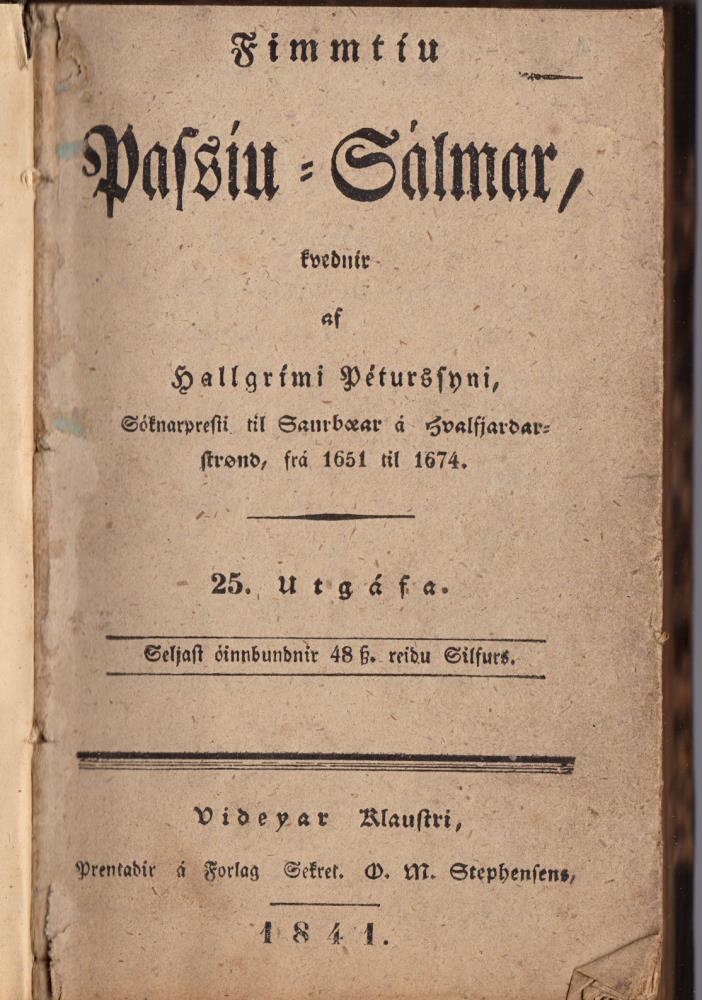 Fimmtíu
Passíu-Sálmar,
kvednir
af
Hallgrími Péturssyni,
Sóknarpresti til Saurbæar á Hvalfjardar-
strønd, frá 1651 til 1674.
25. Utgáfa.
Seljast óinnbundnir 48 ß. reidu Silfurs.
Videyar Klaustri,
Prentadir á Forlag Sekret. O. M. Stephensens,
1841.